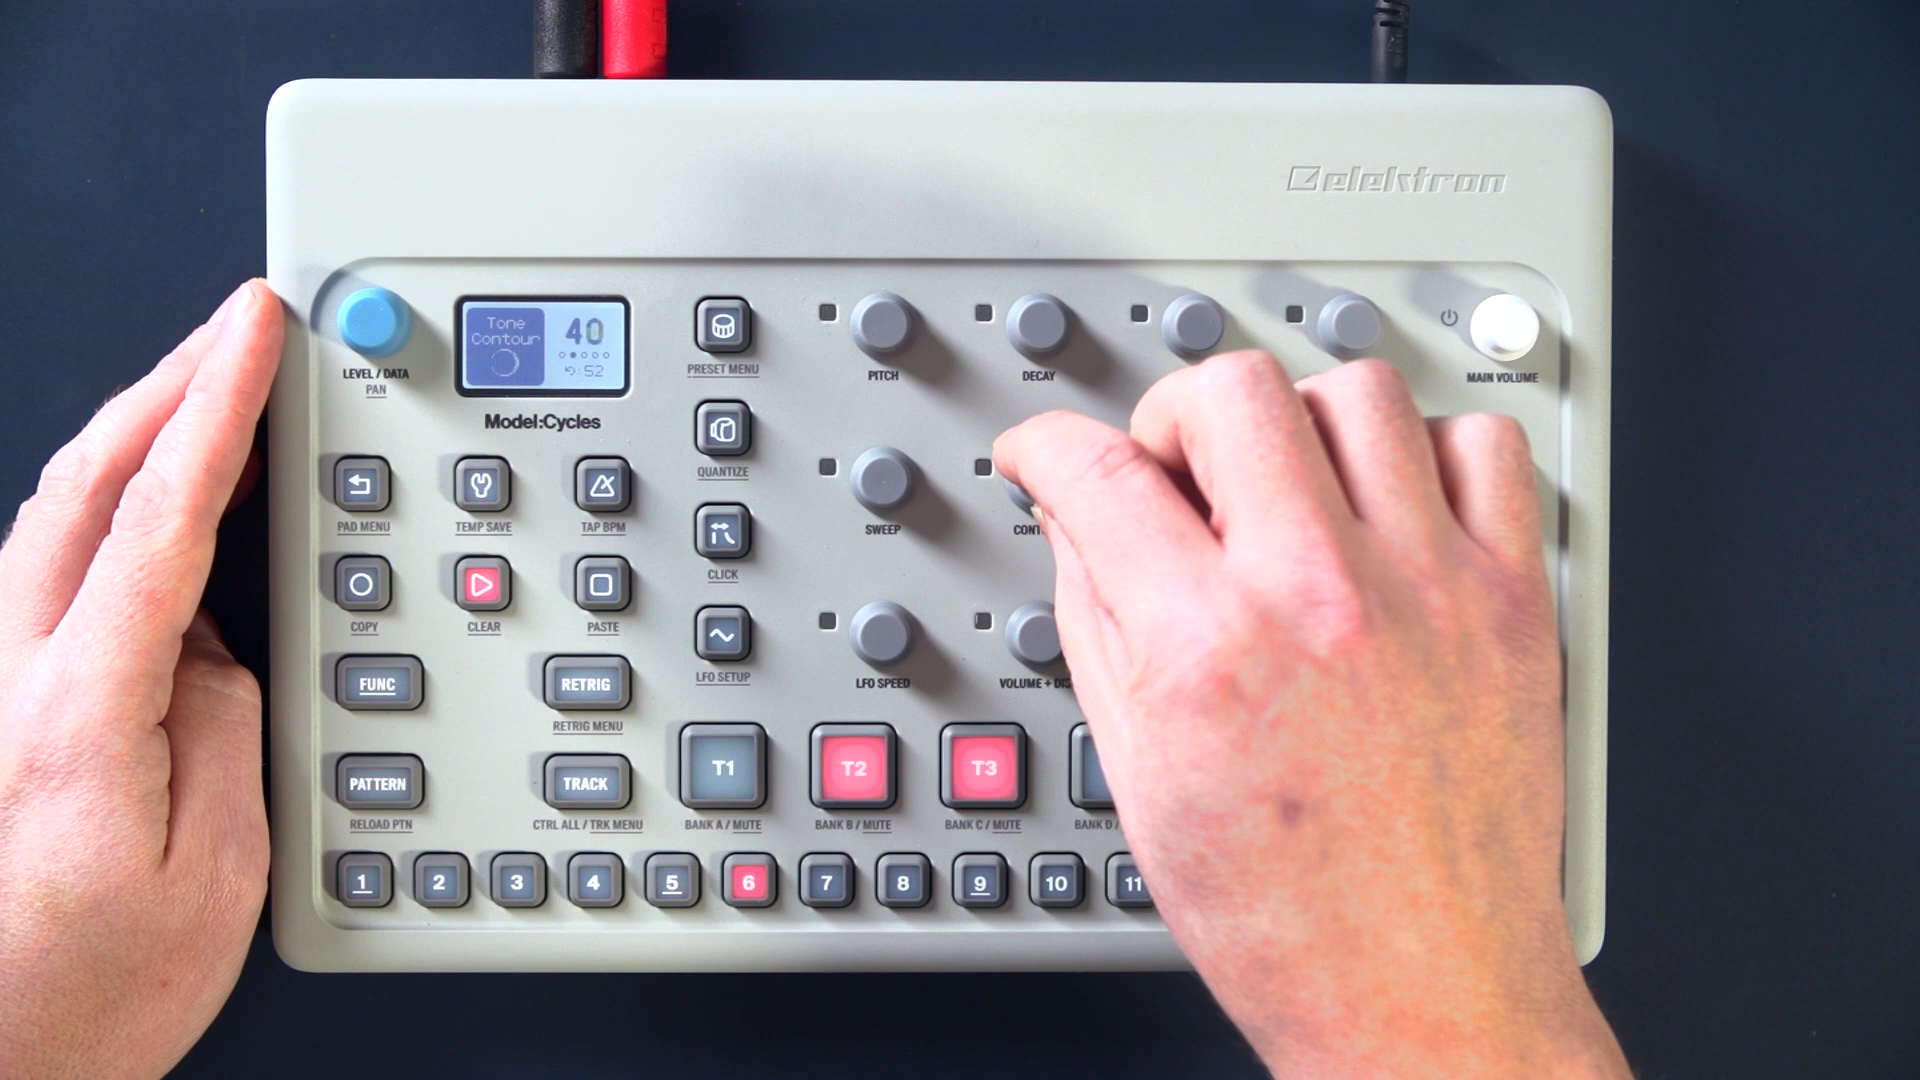 elektron
Tone
Contour
40
:52
LEVEL / DATA
PAN
Model:Cycles
PRESET MENU
PITCH
DECAY
MAIN VOLUME
QUANTIZE
PAD MENU
TEMP SAVE
TAP BPM
SWEEP
CLICK
COPY
CLEAR
PASTE
FUNC
RETRIG
RETRIG MENU
LFO SETUP
LFO SPEED
VOLUME +
T1
T2
T3
PATTERN
TRACK
RELOAD PTN
CTRL ALL / TRK MENU
BANK A / MUTE
BANK B / MUTE
BANK C / MUTE
BANK D /
1 2 3 4 5 6 7 8 9 10 11